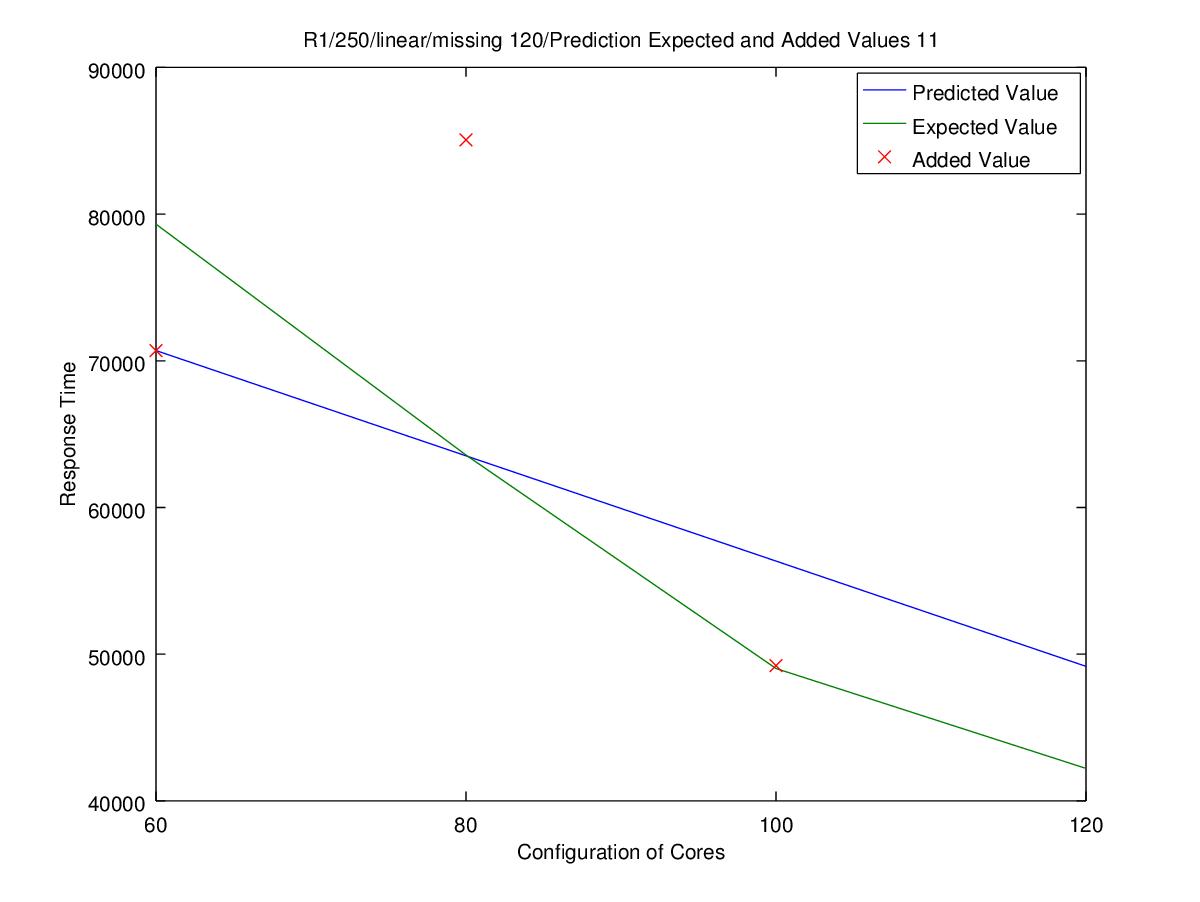 R1/250/linear/missing 120/Prediction Expected and Added Values 11
90000
80000
70000
60000
50000
40000
60
80
100
120
Response Time
Configuration of Cores
Predicted Value
Expected Value
Added Value